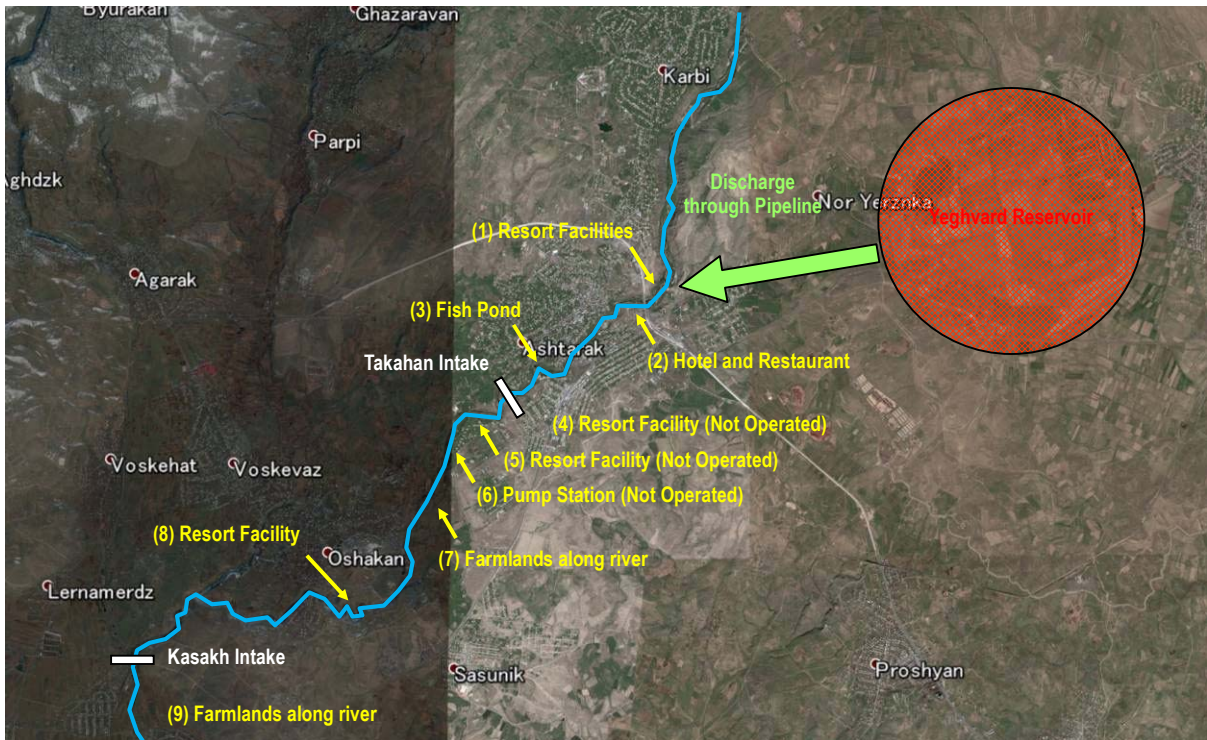 Byurakan
Ghazaravan
Karbi
Parpi
Aghdzk
Discharge
through Pipeline
Nor Yerznka
Yeghvard Reservoir
(1) Resort Facilities
Agarak
(3) Fish Pond
Ashtarak
Takahan Intake
(2) Hotel and Restaurant
(4) Resort Facility (Not Operated)
Voskehat
Voskevaz
(5) Resort Facility (Not Operated)
(6) Pump Station (Not Operated)
(8) Resort Facility
Oshakan
(7) Farmlands along river
Lernamerdz
Kasakh Intake
Sasunik
Proshyan
(9) Farmlands along river